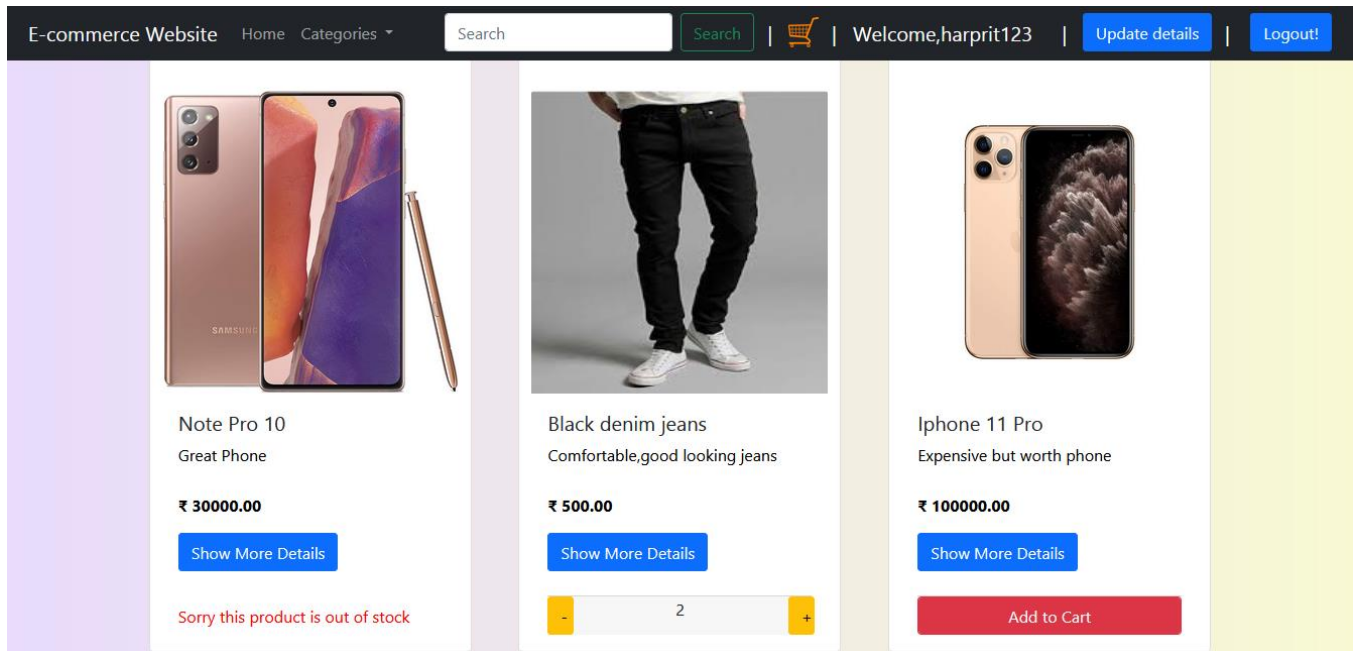 E-commerce Website Home Categories Search Search | | Welcome,harprit123 | Update details | Logout!
SAMSUNG
Note Pro 10
Great Phone
₹ 30000.00
Show More Details
Sorry this product is out of stock
Black denim jeans
Comfortable,good looking jeans
₹ 500.00
Show More Details
- 2 +
Iphone 11 Pro
Expensive but worth phone
₹ 100000.00
Show More Details
Add to Cart